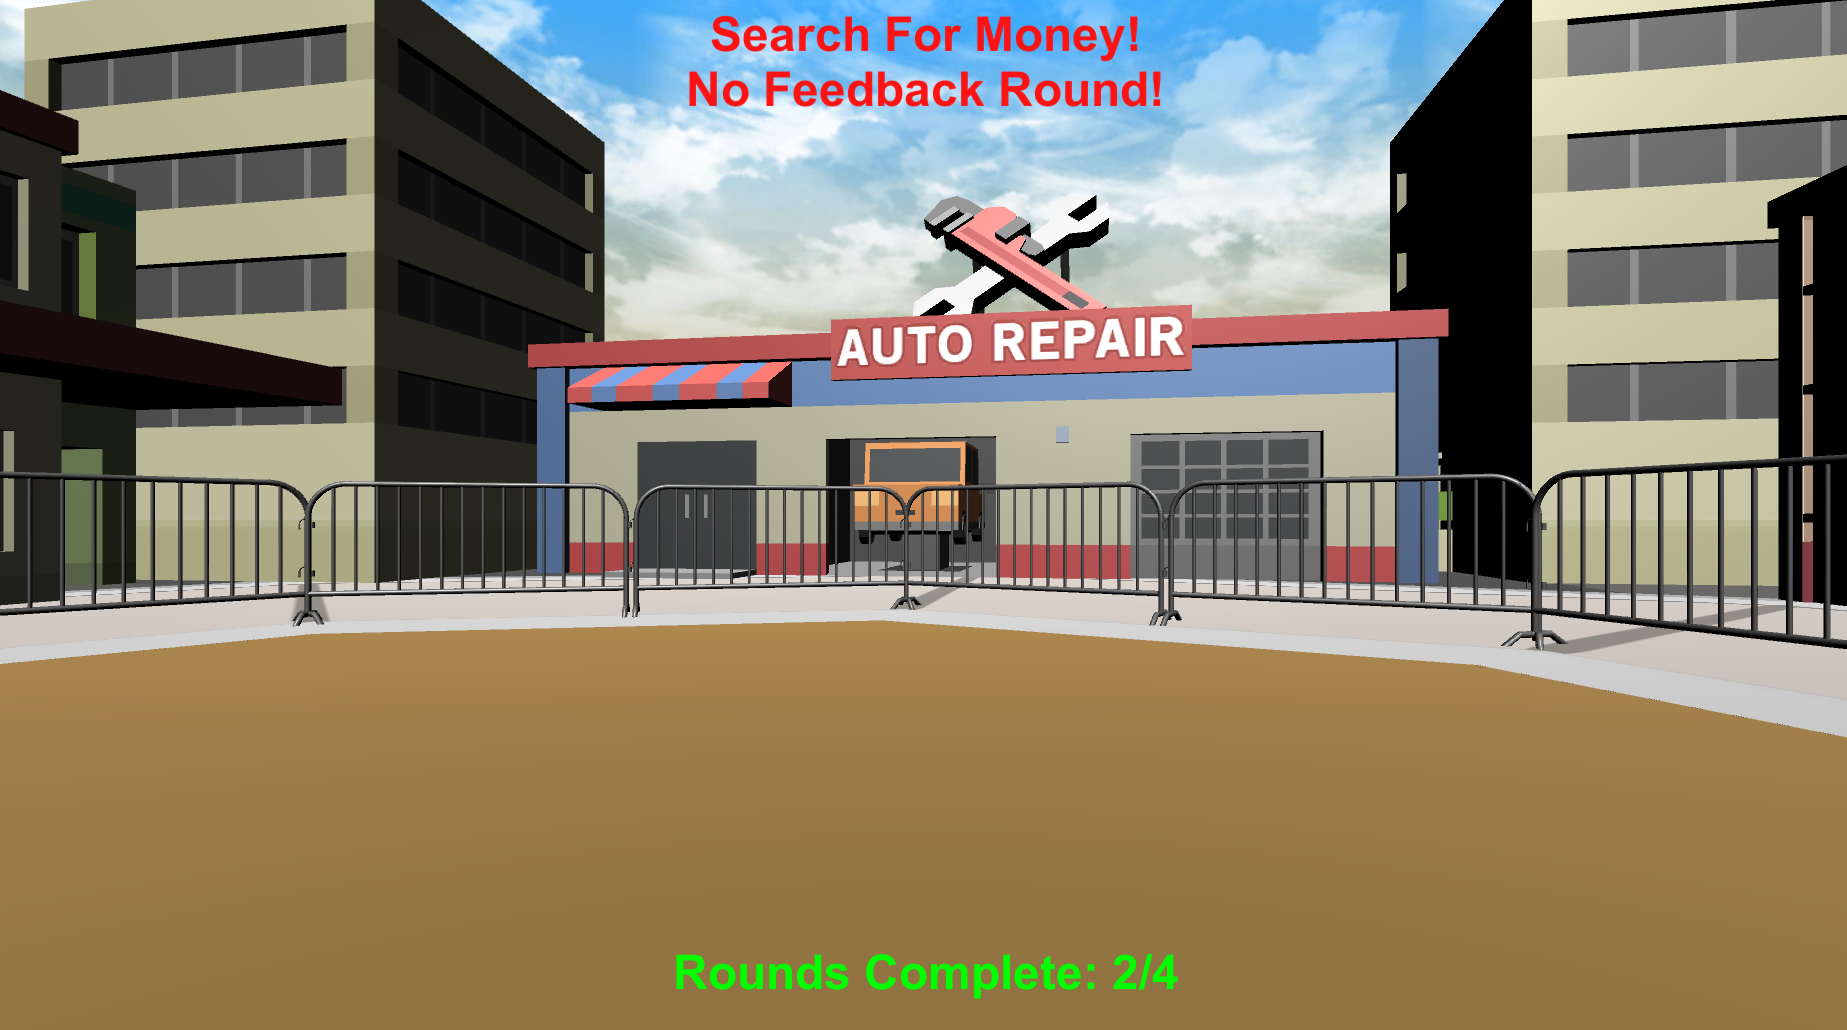 Search For Money!
No Feedback Round!
AUTO REPAIR
Rounds Complete: 2/4